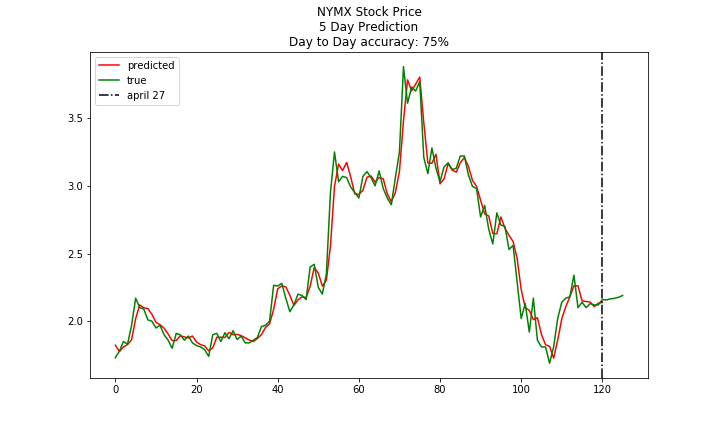 NYMX Stock Price
5 Day Prediction
Day to Day accuracy: 75%
predicted
true
april 27
3.5
3.0
2.5
2.0
0 20 40 60 80 100 120